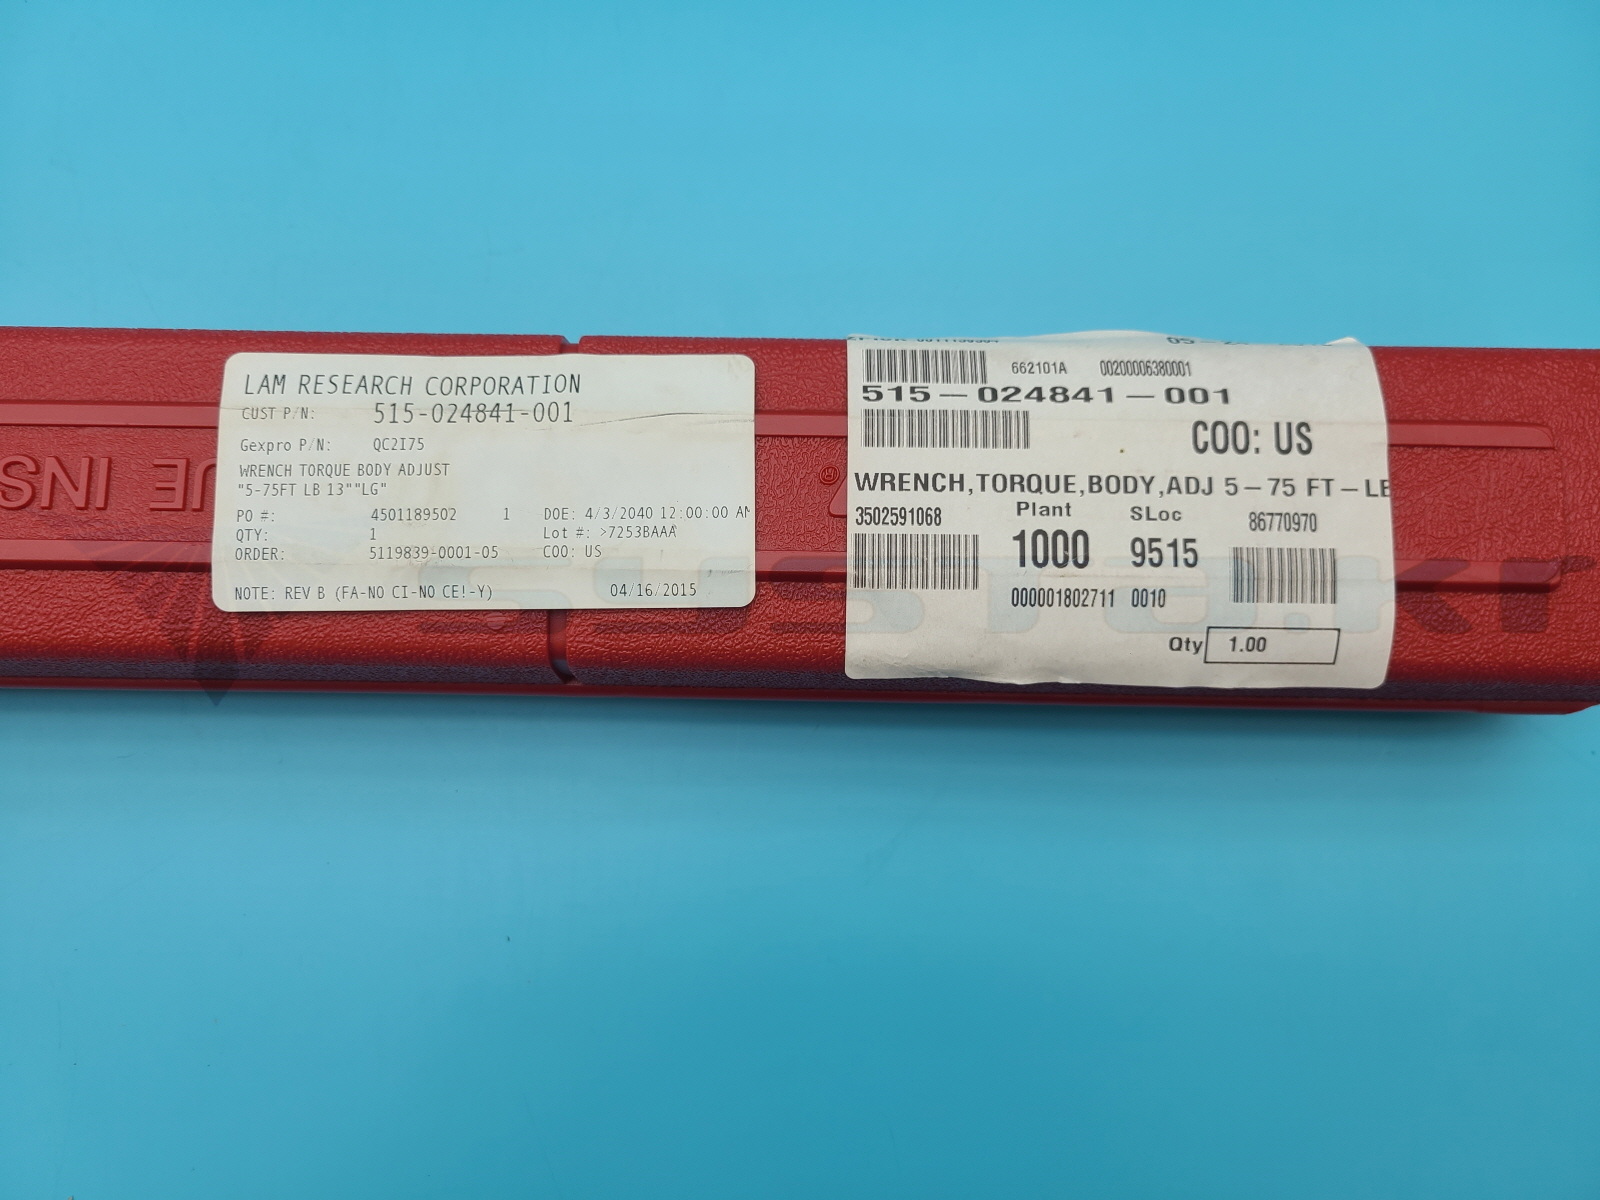 LAM RESEARCH CORPORATION
CUST P/N: 515-024841-001
Gexpro P/N: QC2I75
WRENCH TORQUE BODY ADJUST
"5-75FT LB 13""LG"
PO #: 4501189502 1 DOE: 4/3/2040 12:00:00 AM
QTY: 1 Lot #: >7253BAAA
ORDER: 5119839-0001-05 COO: US
NOTE: REV B (FA-NO CI-NO CE!-Y) 04/16/2015
662101A 00200006380001
515-024841-001
COO: US
WRENCH,TORQUE,BODY,ADJ 5-75 FT-LB
3502591068 Plant SLoc 86770970
1000 9515
000001802711 0010
Qty 1.00
UE INS